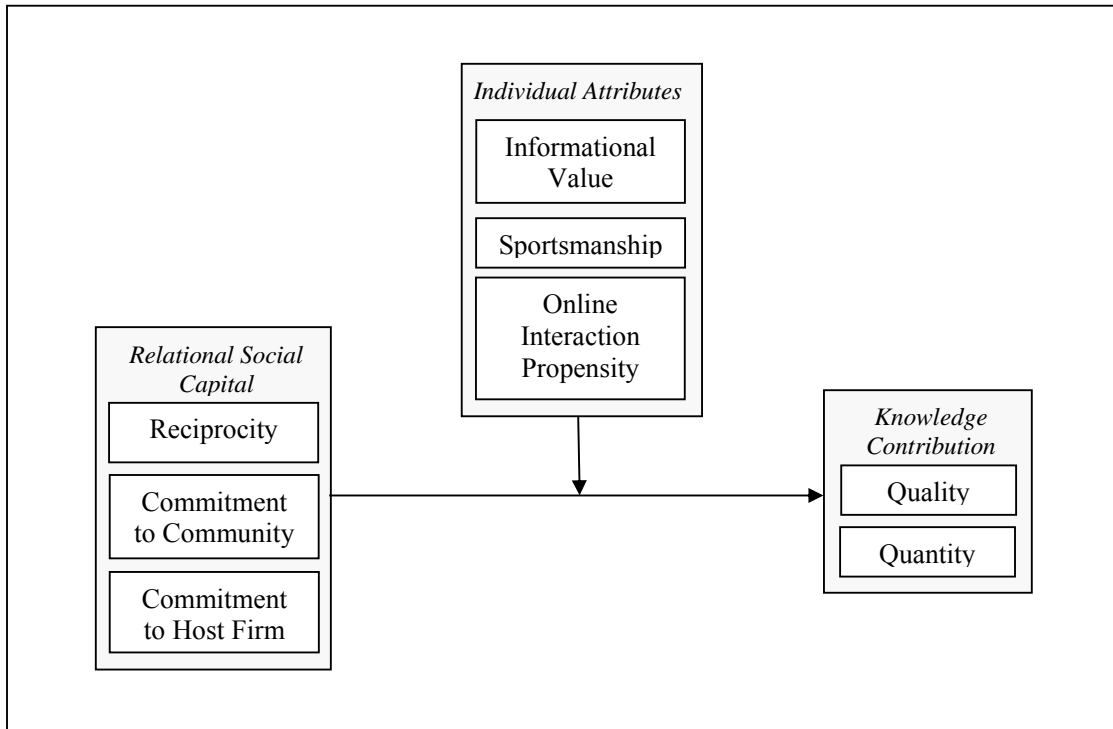 Individual Attributes
Informational
Value
Sportsmanship
Online
Interaction
Propensity
Relational Social
Capital
Reciprocity
Commitment
to Community
Commitment
to Host Firm
Knowledge
Contribution
Quality
Quantity